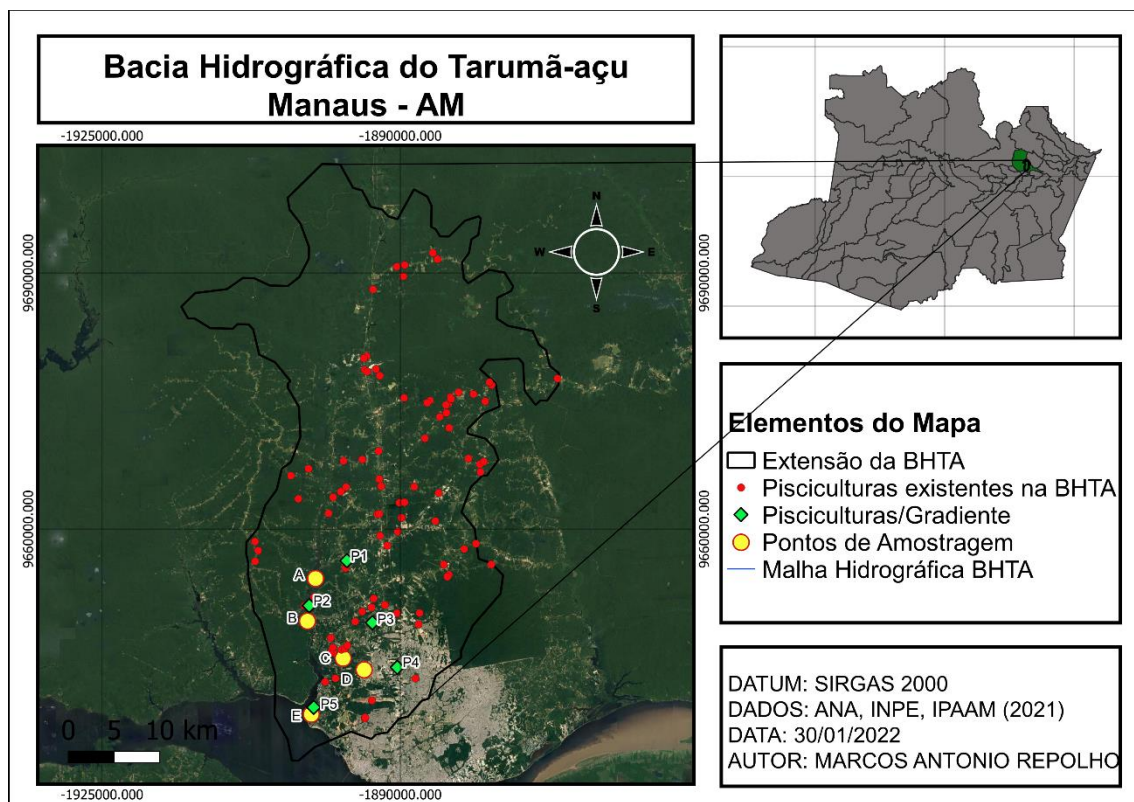 Bacia Hidrográfica do Tarumã-açu
Manaus - AM
-1925000.000
-1890000.000
N
W
E
S
9690000.000
9690000.000
9660000.000
9660000.000
P1
A
P2
B
P3
C
D
P4
P5
E
0 5 10 km
-1925000.000
-1890000.000
Elementos do Mapa
Extensão da BHTA
Pisciculturas existentes na BHTA
Pisciculturas/Gradiente
Pontos de Amostragem
Malha Hidrográfica BHTA
DATUM: SIRGAS 2000
DADOS: ANA, INPE, IPAAM (2021)
DATA: 30/01/2022
AUTOR: MARCOS ANTONIO REPOLHO